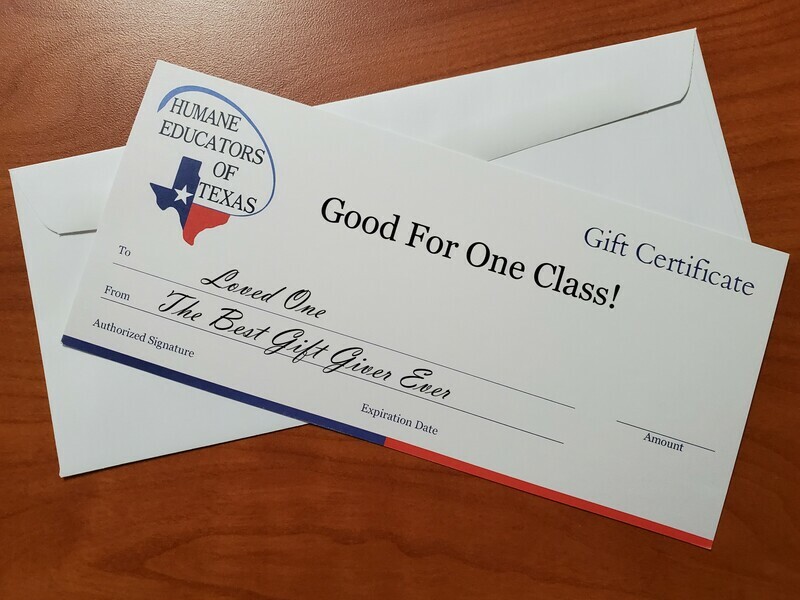 HUMANE
EDUCATORS
OF
TEXAS
Good For One Class!
Gift Certificate
To
Loved One
From
The Best Gift Giver Ever
Authorized Signature
Expiration Date
Amount